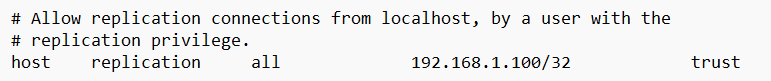 # Allow replication connections from localhost, by a user with the
# replication privilege.
host    replication     all             192.168.1.100/32            trust